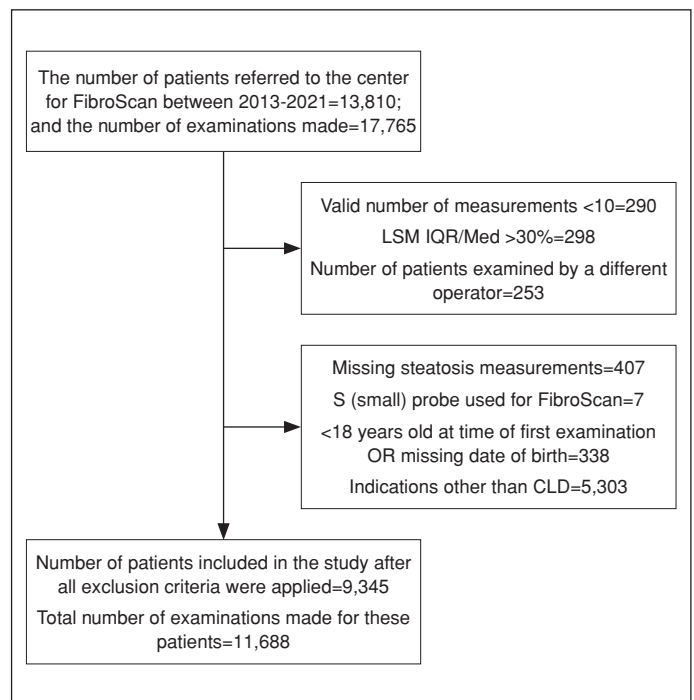 The number of patients referred to the center
for FibroScan between 2013-2021=13,810;
and the number of examinations made=17,765
Valid number of measurements <10=290
LSM IQR/Med >30%=298
Number of patients examined by a different
operator=253
Missing steatosis measurements=407
S (small) probe used for FibroScan=7
<18 years old at time of first examination
OR missing date of birth=338
Indications other than CLD=5,303
Number of patients included in the study after
all exclusion criteria were applied=9,345
Total number of examinations made for these
patients=11,688